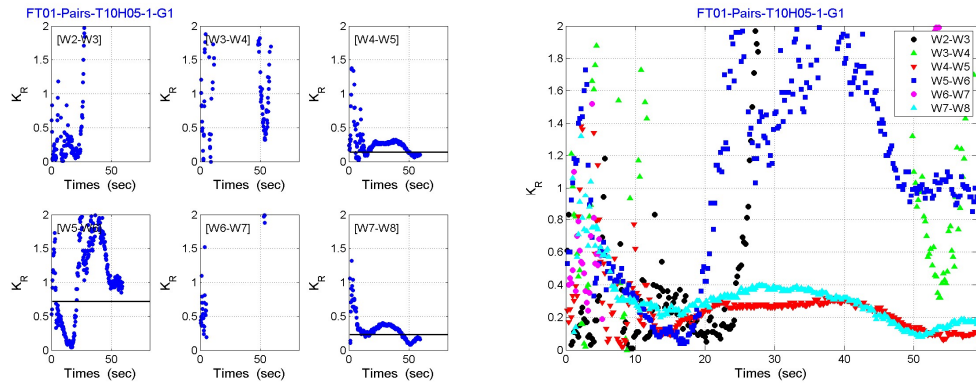 FT01-Pairs-T10H05-1-G1
[W2-W3]
[W3-W4]
[W4-W5]
K_R
2
1.5
1
0.5
0
0 50
Times (sec)
K_R
2
1.5
1
0.5
0
0 50
Times (sec)
K_R
2
1.5
1
0.5
0
0 50
Times (sec)
[W5-W6]
[W6-W7]
[W7-W8]
K_R
2
1.5
1
0.5
0
0 50
Times (sec)
K_R
2
1.5
1
0.5
0
0 50
Times (sec)
K_R
2
1.5
1
0.5
0
0 50
Times (sec)
FT01-Pairs-T10H05-1-G1
W2-W3
W3-W4
W4-W5
W5-W6
W6-W7
W7-W8
K_R
2
1.8
1.6
1.4
1.2
1
0.8
0.6
0.4
0.2
0
0 10 20 30 40 50
Times (sec)